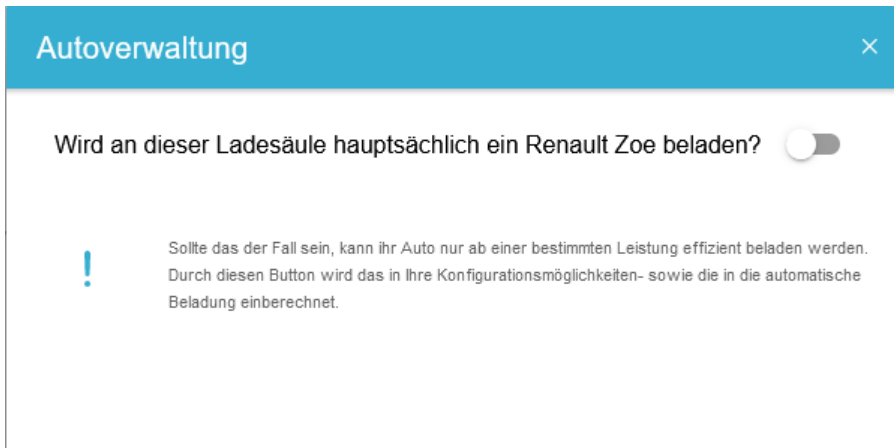 Autoverwaltung
Wird an dieser Ladesäule hauptsächlich ein Renault Zoe beladen?
Sollte das der Fall sein, kann ihr Auto nur ab einer bestimmten Leistung effizient beladen werden.
Durch diesen Button wird das in Ihre Konfigurationsmöglichkeiten- sowie die in die automatische
Beladung einberechnet.